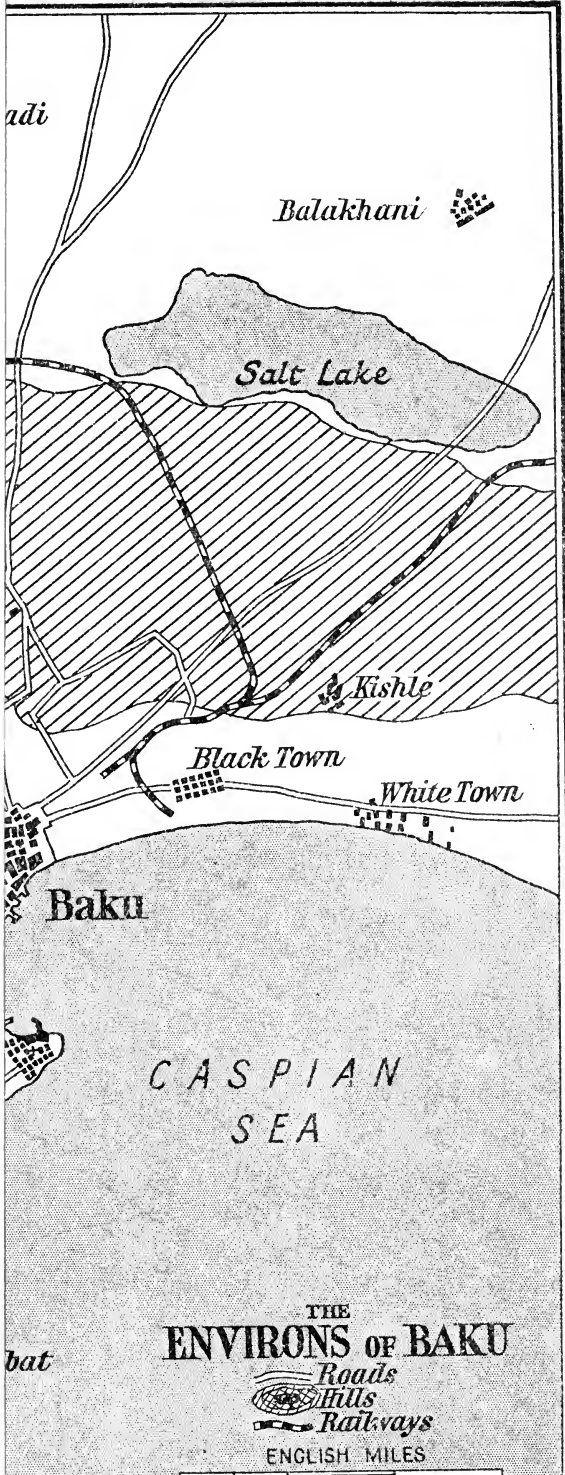 adi
Balakhani
Salt Lake
Kishle
Black Town
White Town
Baku
CASPIAN
SEA
bat
THE
ENVIRONS OF BAKU
Roads
Hills
Railways
ENGLISH MILES